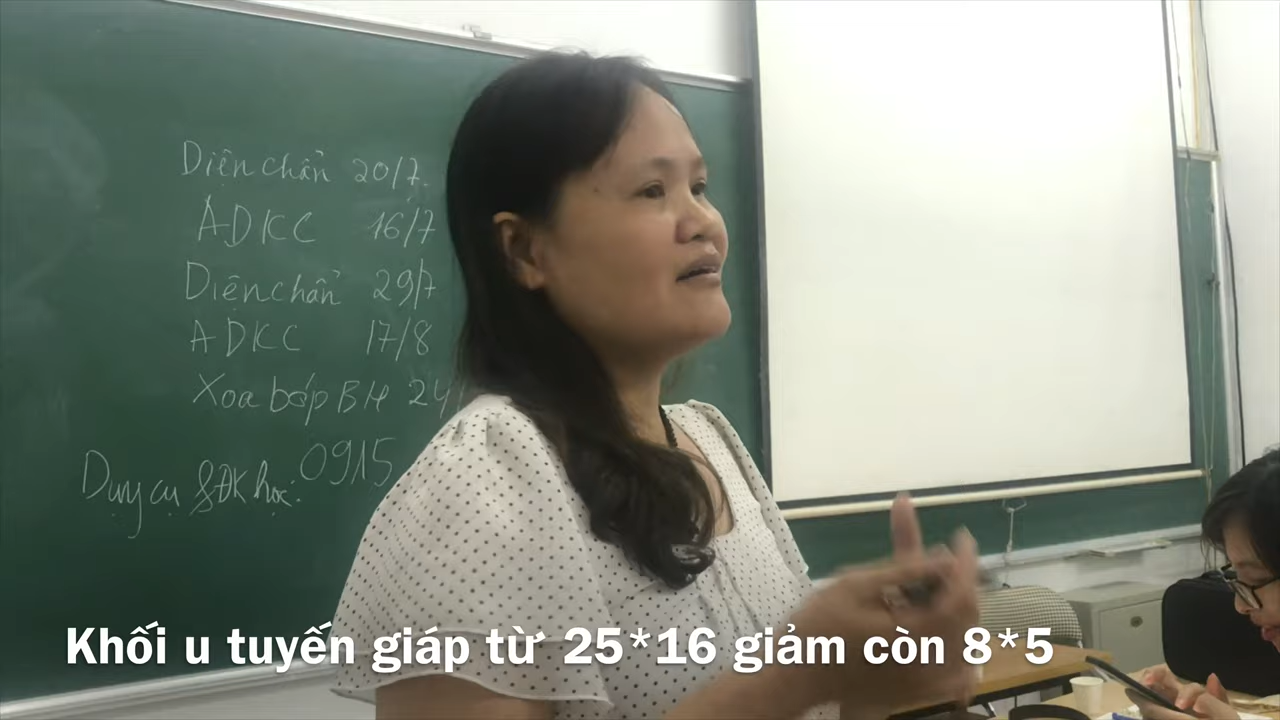 Diện chẩn 20/7
ADKC 16/7
Diện chẩn 29/7
ADKC 17/8
Xoa bóp BH 24
Dụng cụ & ĐK học: 0915
Khối u tuyến giáp từ 25*16 giảm còn 8*5